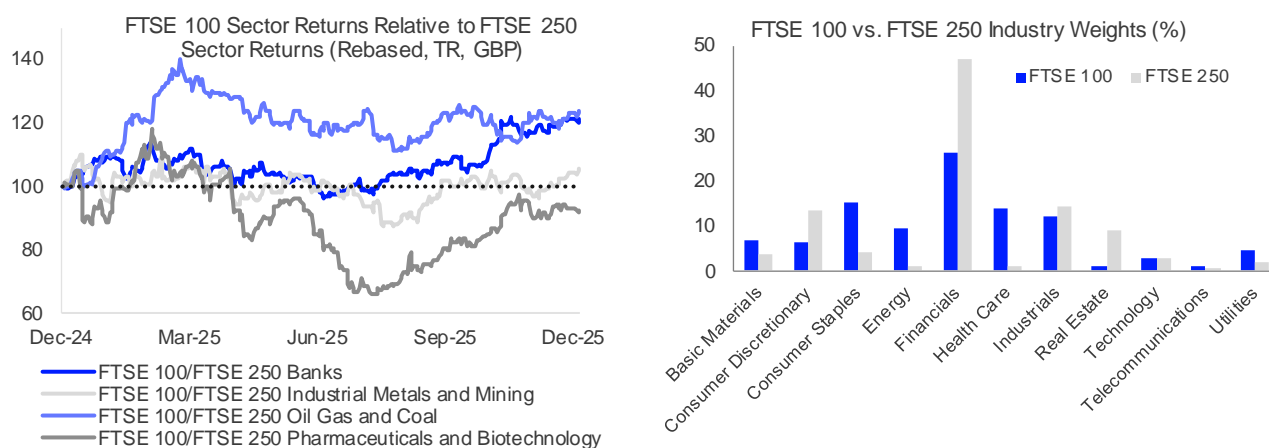 FTSE 100 Sector Returns Relative to FTSE 250
Sector Returns (Rebased, TR, GBP)
140
120
100
80
60
Dec-24
Mar-25
Jun-25
Sep-25
Dec-25
FTSE 100/FTSE 250 Banks
FTSE 100/FTSE 250 Industrial Metals and Mining
FTSE 100/FTSE 250 Oil Gas and Coal
FTSE 100/FTSE 250 Pharmaceuticals and Biotechnology
FTSE 100 vs. FTSE 250 Industry Weights (%)
FTSE 100
FTSE 250
50
40
30
20
10
0
Basic Materials
Consumer Discretionary
Consumer Staples
Energy
Financials
Health Care
Industrials
Real Estate
Technology
Telecommunications
Utilities